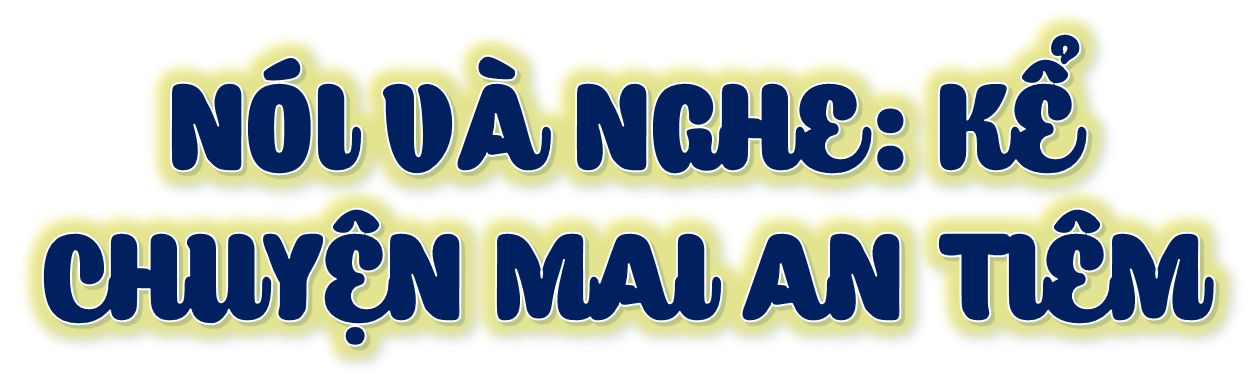 NÓI VÀ NGHE: KỂ
CHUYỆN MAI AN TIÊM